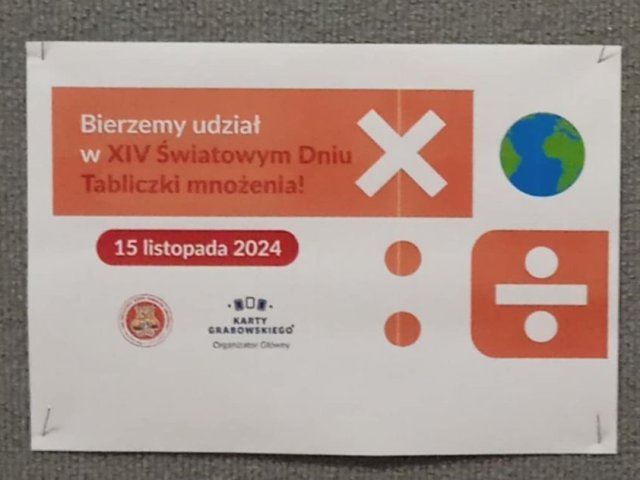 Bierzemy udział
w XIV Światowym Dniu
Tabliczki mnożenia!
15 listopada 2024
KARTY
GRABOWSKIEGO
Organizator Główny